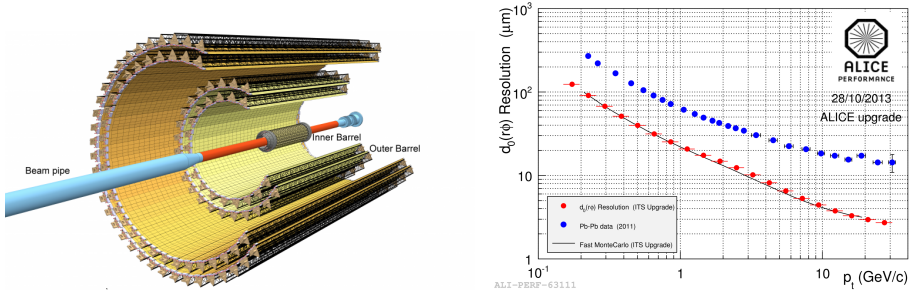 Beam pipe
Inner Barrel
Outer Barrel
d₀(rφ) Resolution (μm)
10³
10²
10
1
ALICE
PERFORMANCE
28/10/2013
ALICE upgrade
d₀(rφ) Resolution (ITS Upgrade)
Pb-Pb data (2011)
Fast MonteCarlo (ITS Upgrade)
10⁻¹ 1 10
p_t (GeV/c)
ALI-PERF-63111